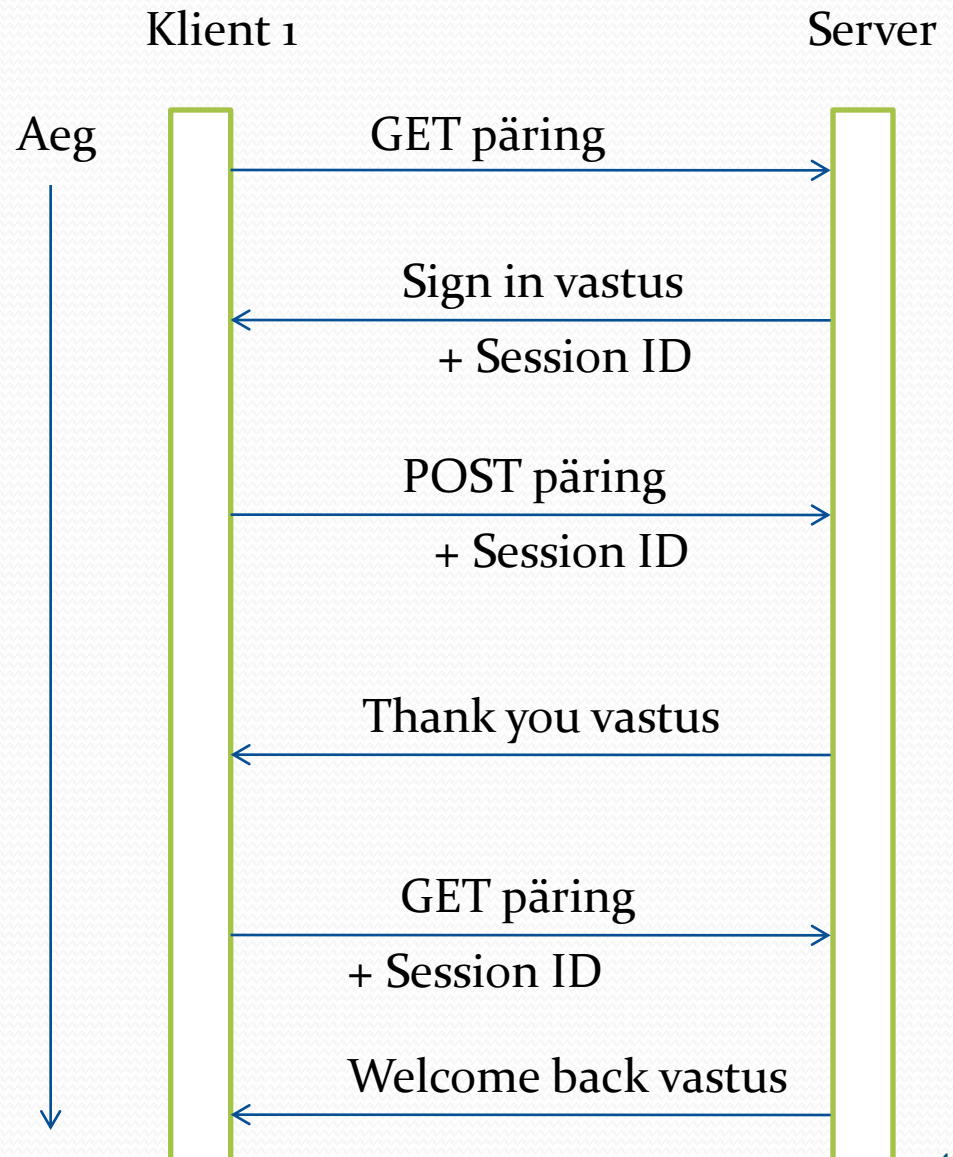 Klient 1
Server
Aeg
GET päring
Sign in vastus
+ Session ID
POST päring
+ Session ID
Thank you vastus
GET päring
+ Session ID
Welcome back vastus